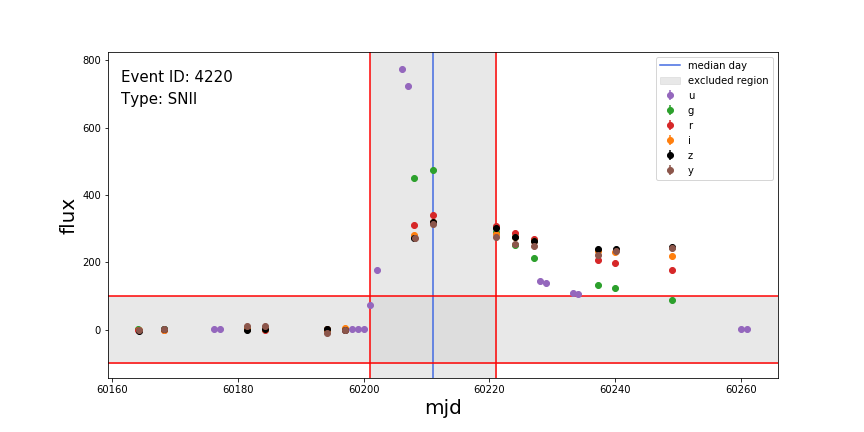 Event ID: 4220
Type: SNII
median day
excluded region
u
g
r
i
z
y
flux
800
600
400
200
0
60160 60180 60200 60220 60240 60260
mjd